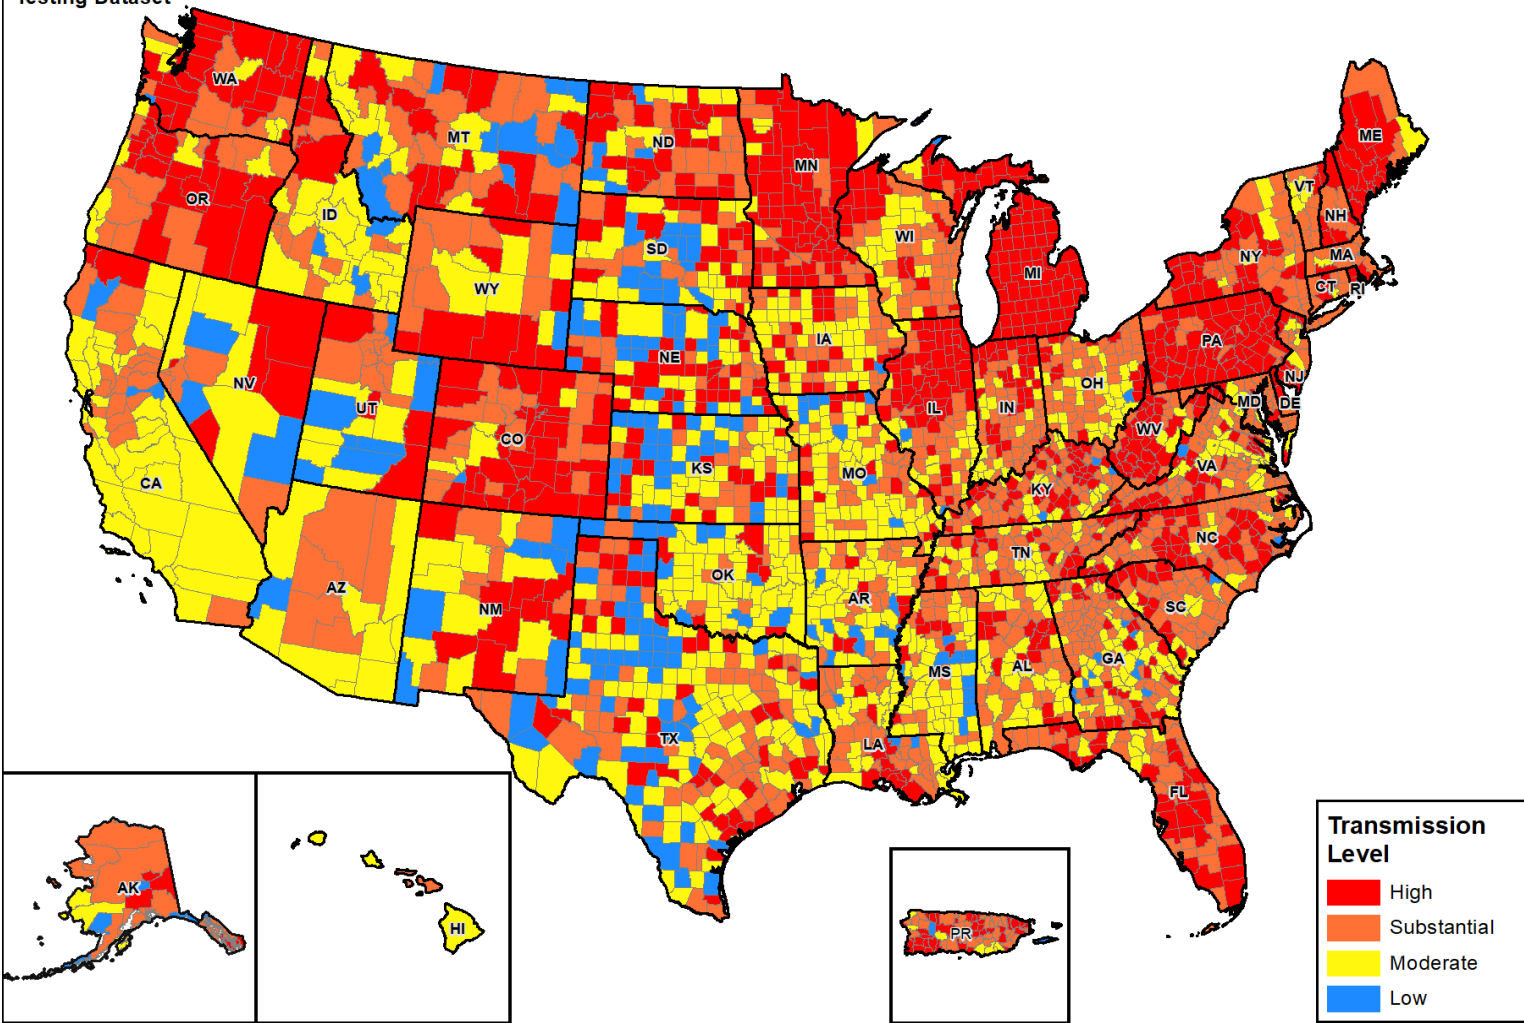 Testing Dataset
WA
MT
ND
MN
ME
OR
ID
SD
WI
VT
NH
NY
MA
WY
MI
CT
RI
IA
PA
NE
NV
UT
OH
NJ
IL
IN
MD
DE
CO
WV
KS
MO
VA
CA
KY
NC
TN
OK
AZ
AR
NM
SC
GA
MS
AL
TX
LA
FL
AK
HI
PR
Transmission
Level
High
Substantial
Moderate
Low